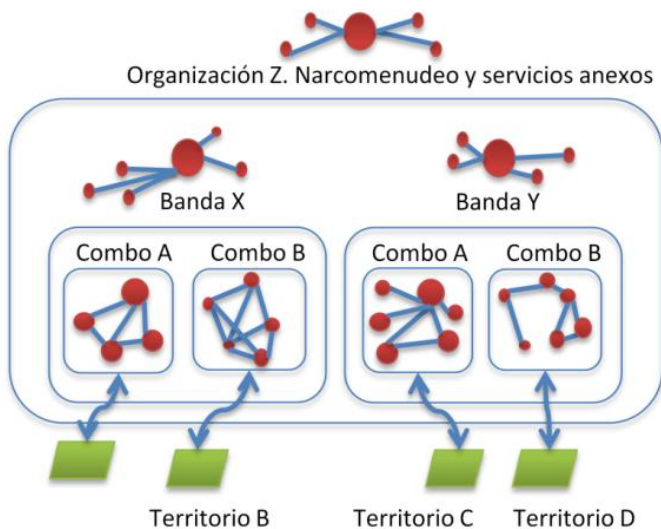 Organización Z. Narcomenudeo y servicios anexos
Banda X
Banda Y
Combo A
Combo B
Combo A
Combo B
Territorio B
Territorio C
Territorio D